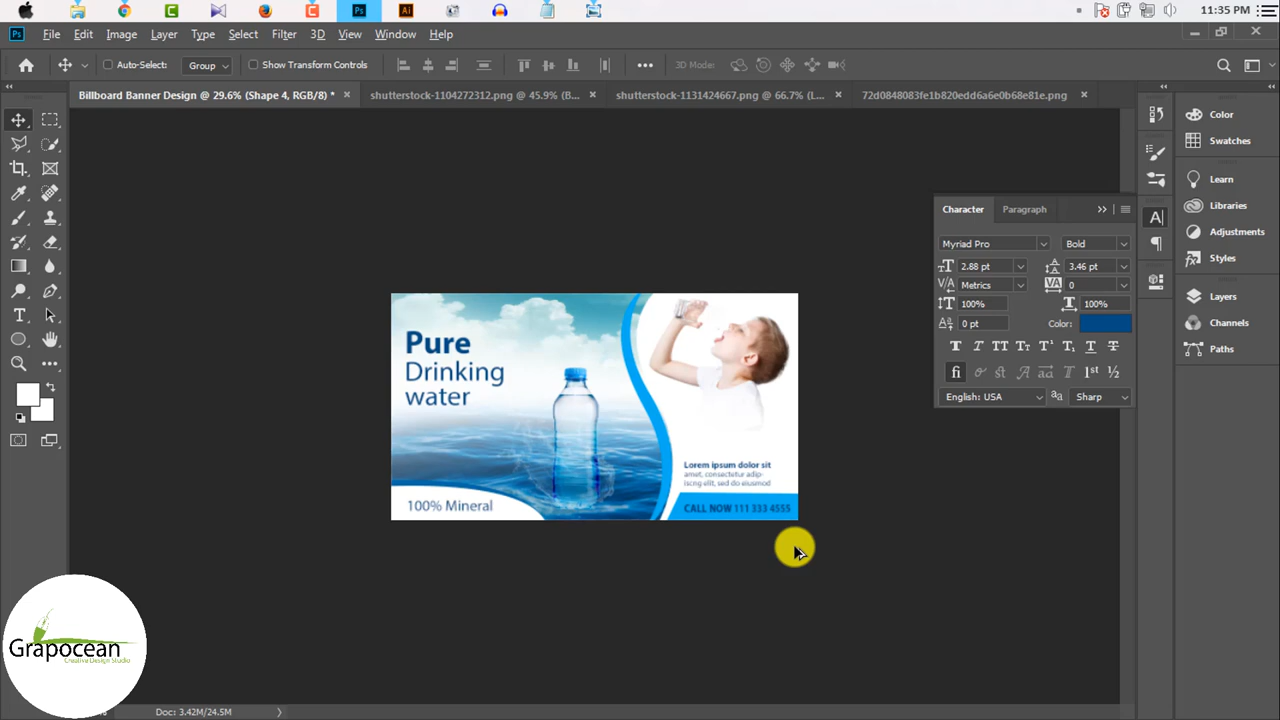 11:35 PM
Ps File Edit Image Layer Type Select Filter 3D View Window Help
Auto-Select: Group Show Transform Controls 3D Mode:
Billboard Banner Design @ 29.6% (Shape 4, RGB/8) *
shutterstock-1104272312.png @ 45.9% (B...
shutterstock-1131424667.png @ 66.7% (L...
72d0848083fe1b820edd6a6e0b68e81e.png
Color
Swatches
Learn
Libraries
Adjustments
Styles
Layers
Channels
Paths
Character Paragraph
Myriad Pro Bold
2.88 pt 3.46 pt
Metrics 0
100% 100%
0 pt Color:
English: USA Sharp
Pure
Drinking
water
100% Mineral
Lorem ipsum dolor sit
amet, consectetur adip-
iscng elit, sed do eiusmod
CALL NOW 111 333 4555
Grapocean
Creative Design Studio
Doc: 3.42M/24.5M